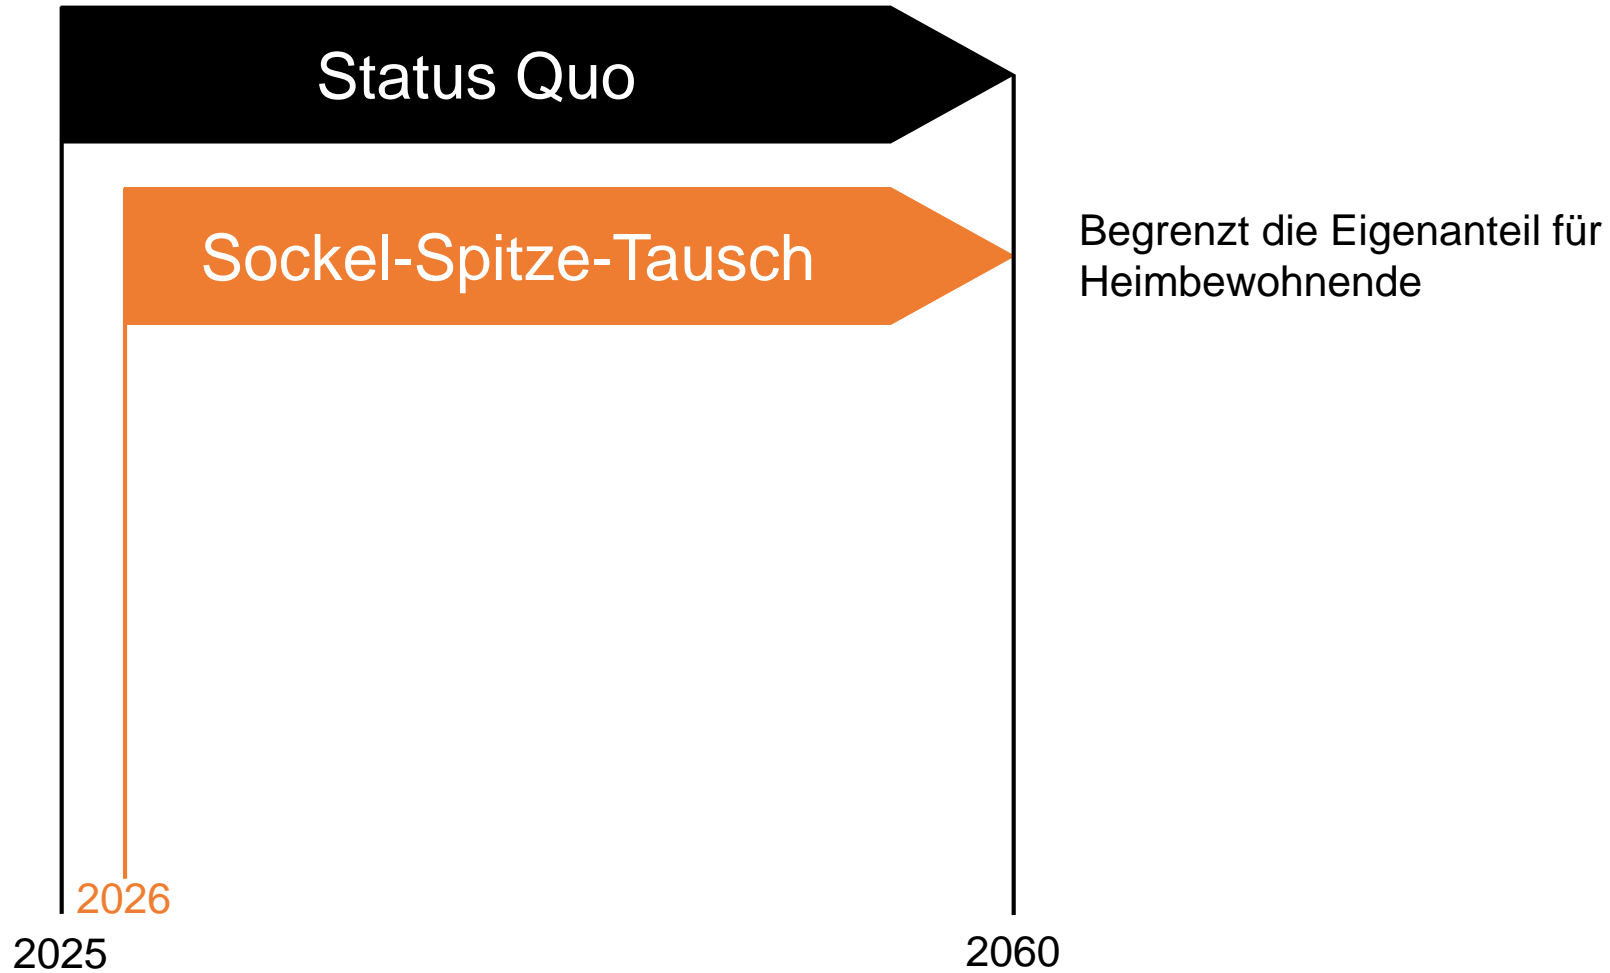 Status Quo
Sockel-Spitze-Tausch
Begrenzt die Eigenanteil für
Heimbewohnende
2026
2025
2060